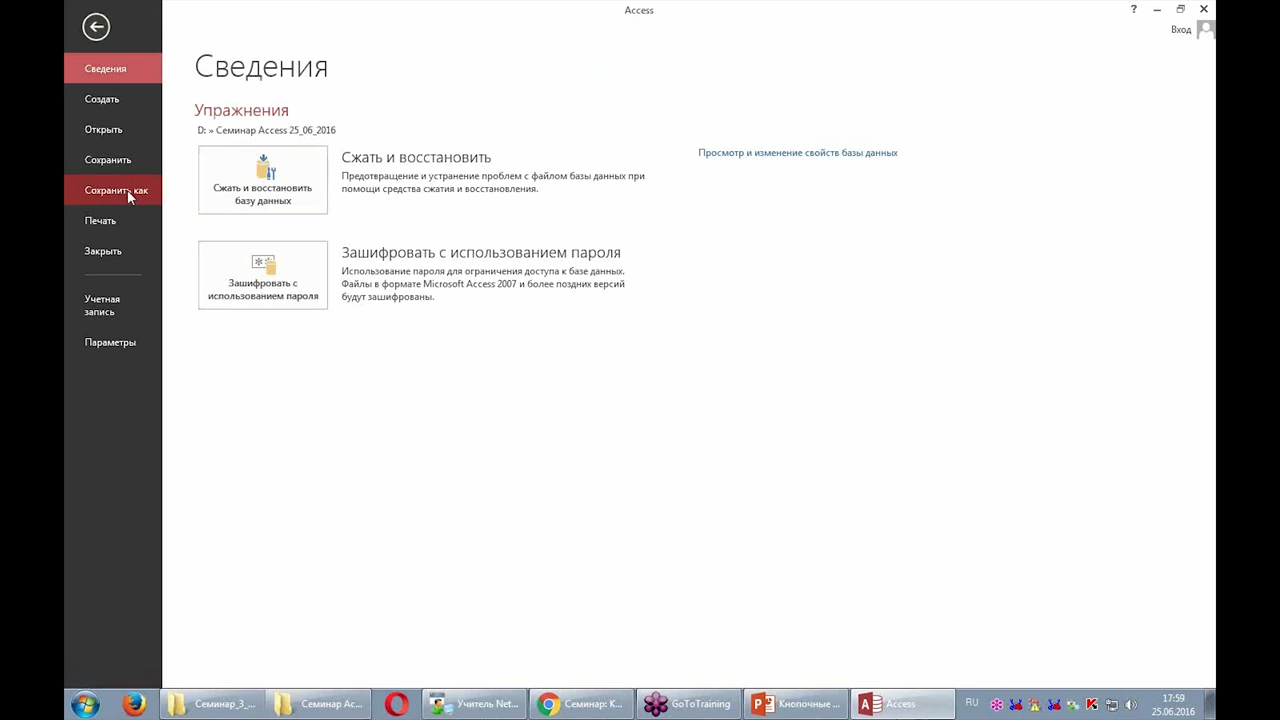 Access
?
Вход
Сведения
Создать
Открыть
Сохранить
Сохранить как
Печать
Закрыть
Учетная
запись
Параметры
Сведения
Упражнения
D: » Семинар Access 25_06_2016
Сжать и восстановить
базу данных
Сжать и восстановить
Предотвращение и устранение проблем с файлом базы данных при
помощи средства сжатия и восстановления.
Просмотр и изменение свойств базы данных
Зашифровать с
использованием пароля
Зашифровать с использованием пароля
Использование пароля для ограничения доступа к базе данных.
Файлы в формате Microsoft Access 2007 и более поздних версий
будут зашифрованы.
Семинар_3_...
Семинар Ac...
Учитель Net...
Семинар: К...
GoToTraining
Кнопочные ...
Access
RU
17:59
25.06.2016